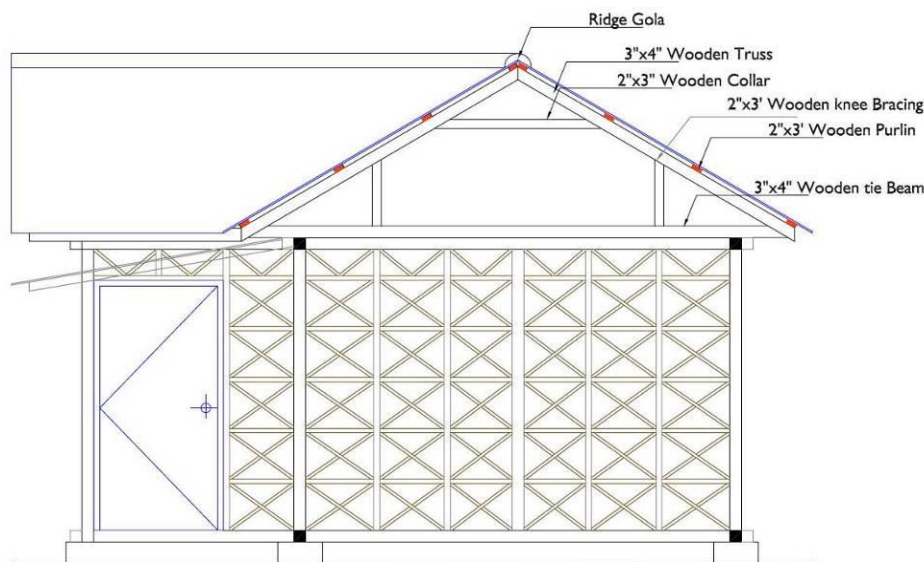 Ridge Gola
3"x4" Wooden Truss
2"x3" Wooden Collar
2"x3' Wooden knee Bracing
2"x3' Wooden Purlin
3"x4" Wooden tie Beam